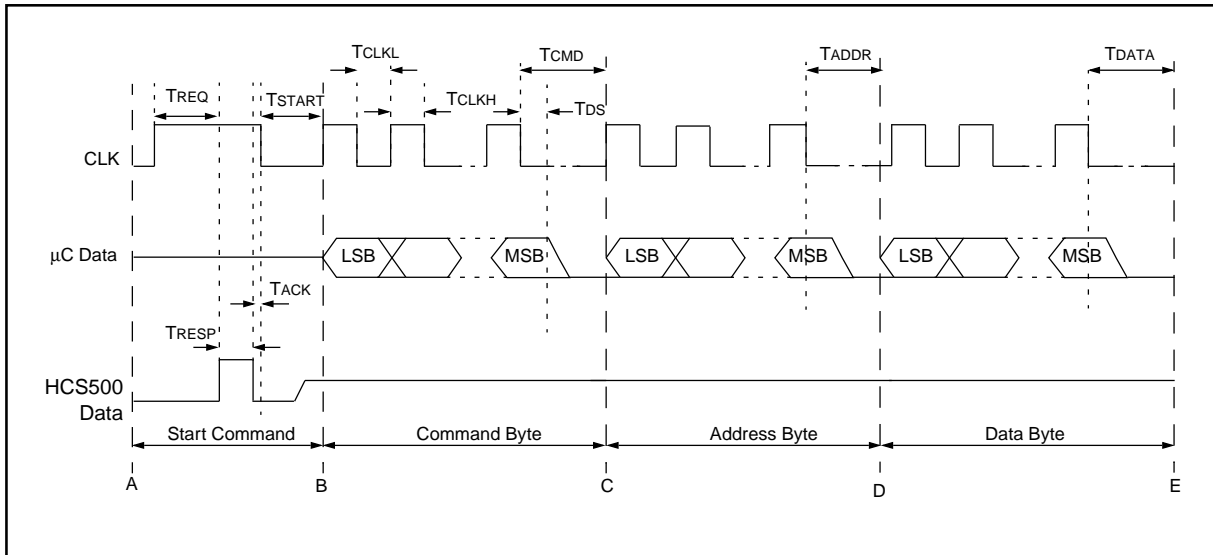 TCLKL
TCMD
TADDR
TDATA
TREQ
TSTART
TCLKH
TDS
CLK
μC Data
LSB
MSB
LSB
MSB
LSB
MSB
TACK
TRESP
HCS500
Data
Start Command
Command Byte
Address Byte
Data Byte
A
B
C
D
E